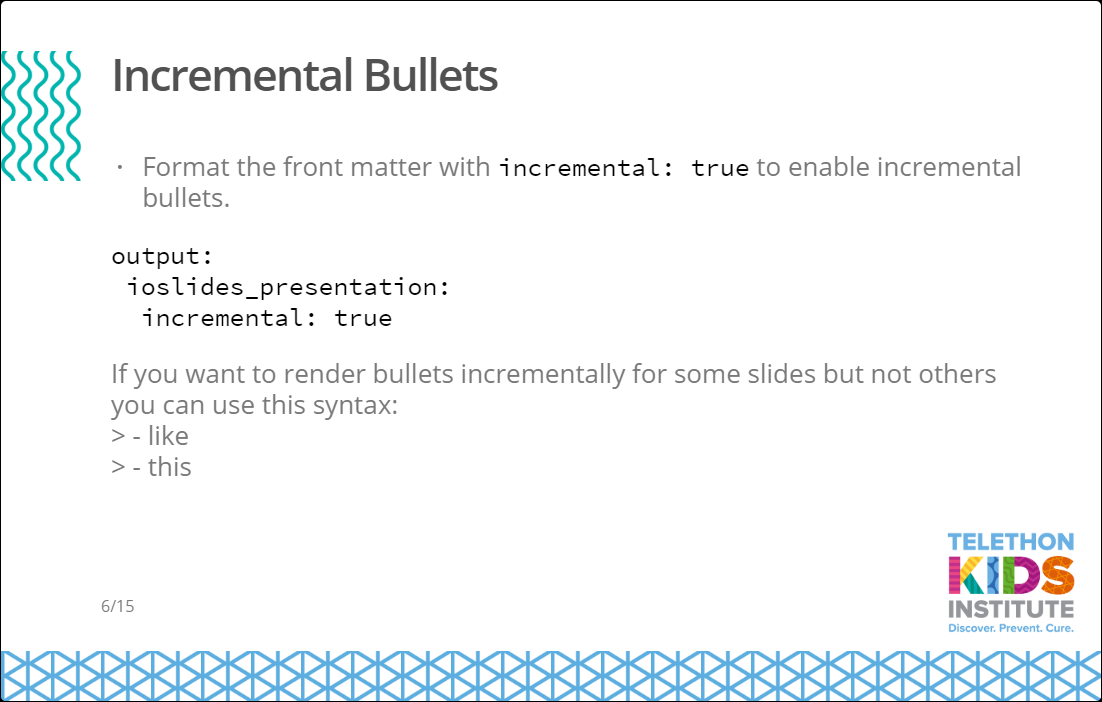 Incremental Bullets
· Format the front matter with incremental: true to enable incremental
bullets.
output:
 ioslides_presentation:
  incremental: true
If you want to render bullets incrementally for some slides but not others
you can use this syntax:
> - like
> - this
TELETHON
KIDS
INSTITUTE
Discover. Prevent. Cure.
6/15